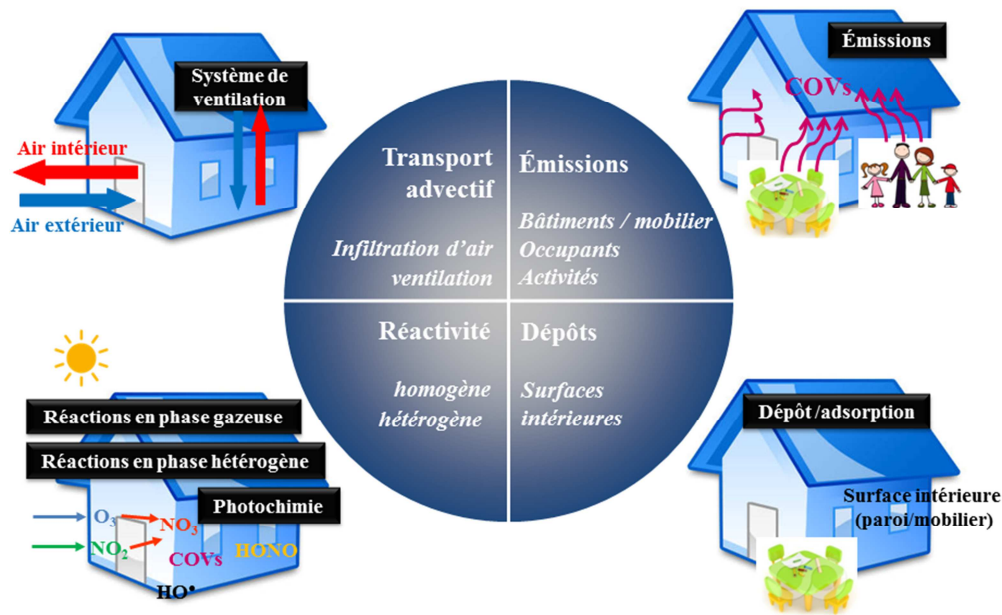 Système de
ventilation
Air intérieur
Air extérieur
Émissions
COVs
Transport
advectif
Infiltration d'air
ventilation
Émissions
Bâtiments / mobilier
Occupants
Activités
Réactivité
homogène
hétérogène
Dépôts
Surfaces
intérieures
Réactions en phase gazeuse
Réactions en phase hétérogène
Photochimie
O₃ NO₃
NO₂ COVs HONO
HO•
Dépôt /adsorption
Surface intérieure
(paroi/mobilier)